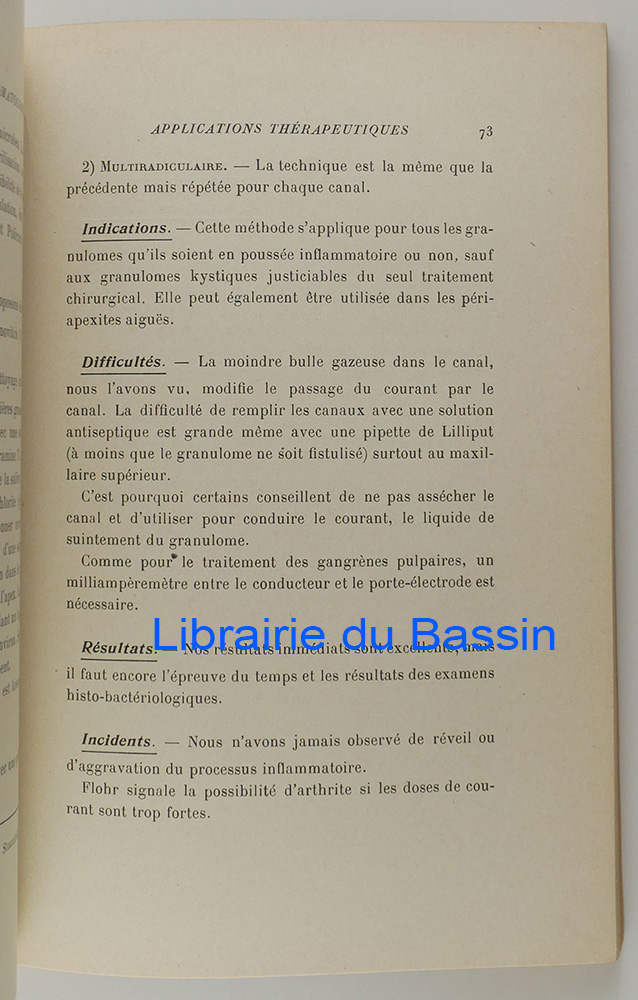 APPLICATIONS THÉRAPEUTIQUES 73
2) MULTIRADICULAIRE. — La technique est la même que la
précédente mais répétée pour chaque canal.
Indications. — Cette méthode s'applique pour tous les gra-
nulomes qu'ils soient en poussée inflammatoire ou non, sauf
aux granulomes kystiques justiciables du seul traitement
chirurgical. Elle peut également être utilisée dans les péri-
apexites aiguës.
Difficultés. — La moindre bulle gazeuse dans le canal,
nous l'avons vu, modifie le passage du courant par le
canal. La difficulté de remplir les canaux avec une solution
antiseptique est grande même avec une pipette de Lilliput
(à moins que le granulome ne soit fistulisé) surtout au maxil-
laire supérieur.
C'est pourquoi certains conseillent de ne pas assécher le
canal et d'utiliser pour conduire le courant, le liquide de
suintement du granulome.
Comme pour le traitement des gangrènes pulpaires, un
milliampèremètre entre le conducteur et le porte-électrode est
nécessaire.
Librairie du Bassin
Résultats. — Nos résultats immédiats sont excellents, mais
il faut encore l'épreuve du temps et les résultats des examens
histo-bactériologiques.
Incidents. — Nous n'avons jamais observé de réveil ou
d'aggravation du processus inflammatoire.
Flohr signale la possibilité d'arthrite si les doses de cou-
rant sont trop fortes.